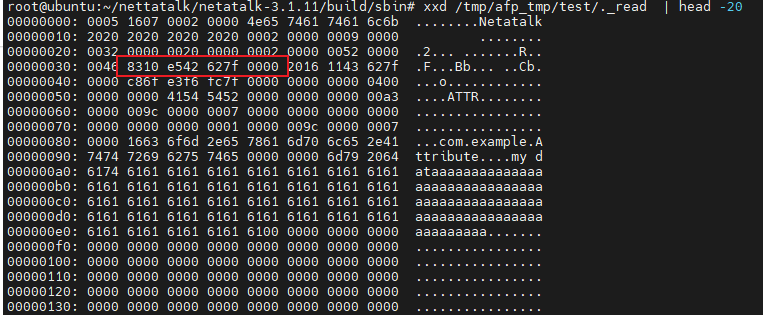 root@ubuntu:~/nettatalk/netatalk-3.1.11/build/sbin# xxd /tmp/afp_tmp/test/._read  | head -20
00000000: 0005 1607 0002 0000 4e65 7461 7461 6c6b  ........Netatalk
00000010: 2020 2020 2020 2020 0002 0000 0009 0000          ........
00000020: 0032 0000 0020 0000 0002 0000 0052 0000  .2... .......R..
00000030: 0046 8310 e542 627f 0000 2016 1143 627f  .F...Bb... ..Cb.
00000040: 0000 c86f e3f6 fc7f 0000 0000 0000 0400  ...o............
00000050: 0000 0000 4154 5452 0000 0000 0000 00a3  ....ATTR........
00000060: 0000 009c 0000 0007 0000 0000 0000 0000  ................
00000070: 0000 0000 0000 0001 0000 009c 0000 0007  ................
00000080: 0000 1663 6f6d 2e65 7861 6d70 6c65 2e41  ...com.example.A
00000090: 7474 7269 6275 7465 0000 0000 6d79 2064  ttribute....my d
000000a0: 6174 6161 6161 6161 6161 6161 6161 6161  ataaaaaaaaaaaaaa
000000b0: 6161 6161 6161 6161 6161 6161 6161 6161  aaaaaaaaaaaaaaaa
000000c0: 6161 6161 6161 6161 6161 6161 6161 6161  aaaaaaaaaaaaaaaa
000000d0: 6161 6161 6161 6161 6161 6161 6161 6161  aaaaaaaaaaaaaaaa
000000e0: 6161 6161 6161 6161 6100 0000 0000 0000  aaaaaaaaa.......
000000f0: 0000 0000 0000 0000 0000 0000 0000 0000  ................
00000100: 0000 0000 0000 0000 0000 0000 0000 0000  ................
00000110: 0000 0000 0000 0000 0000 0000 0000 0000  ................
00000120: 0000 0000 0000 0000 0000 0000 0000 0000  ................
00000130: 0000 0000 0000 0000 0000 0000 0000 0000  ................